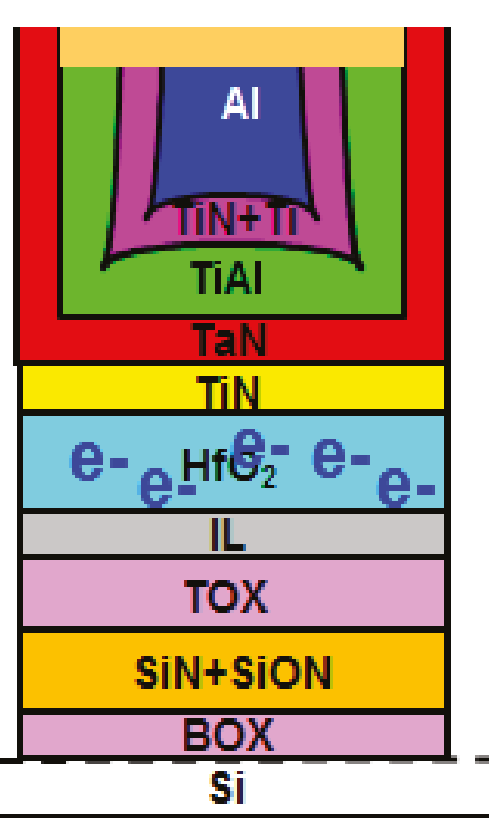 Al
TiN+Ti
TiAl
TaN
TiN
e- e- HfO₂ e- e- e-
IL
TOX
SiN+SiON
BOX
Si